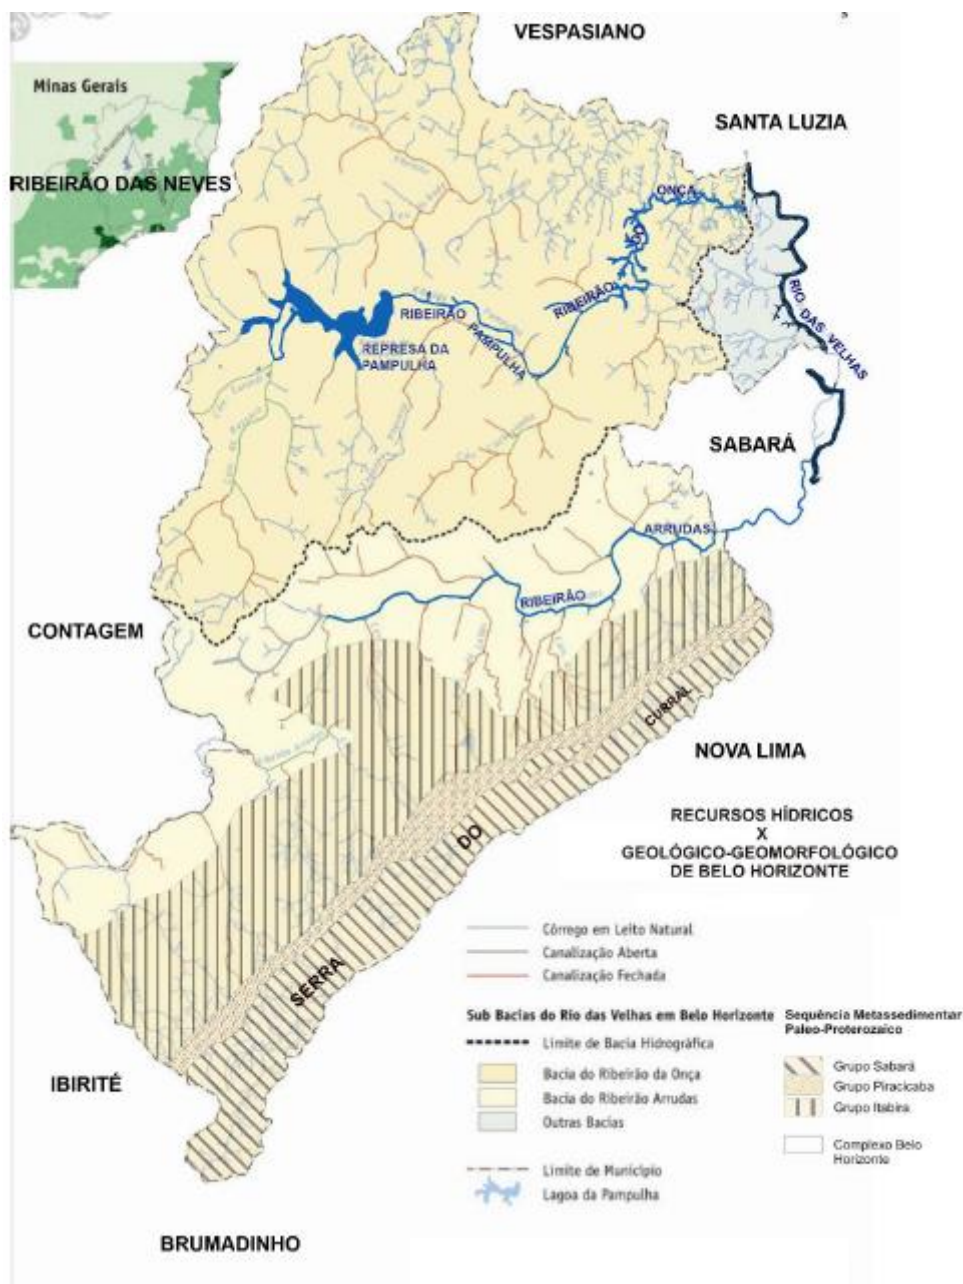 VESPASIANO
Minas Gerais
SANTA LUZIA
RIBEIRÃO DAS NEVES
ONÇA
DO
RIBEIRÃO
RIO DAS VELHAS
RIBEIRÃO
PAMPULHA
REPRESA DA
PAMPULHA
SABARÁ
ARRUDAS
RIBEIRÃO
CONTAGEM
CURRAL
NOVA LIMA
DO
SERRA
RECURSOS HÍDRICOS
X
GEOLÓGICO-GEOMORFOLÓGICO
DE BELO HORIZONTE
Córrego em Leito Natural
Canalização Aberta
Canalização Fechada
Sub Bacias do Rio das Velhas em Belo Horizonte
Limite de Bacia Hidrográfica
Bacia do Ribeirão da Onça
Bacia do Ribeirão Arrudas
Outras Bacias
Limite de Município
Lagoa da Pampulha
Sequência Metassedimentar
Paleo-Proterozaico
Grupo Sabará
Grupo Piracicaba
Grupo Itabira
Complexo Belo
Horizonte
IBIRITÉ
BRUMADINHO